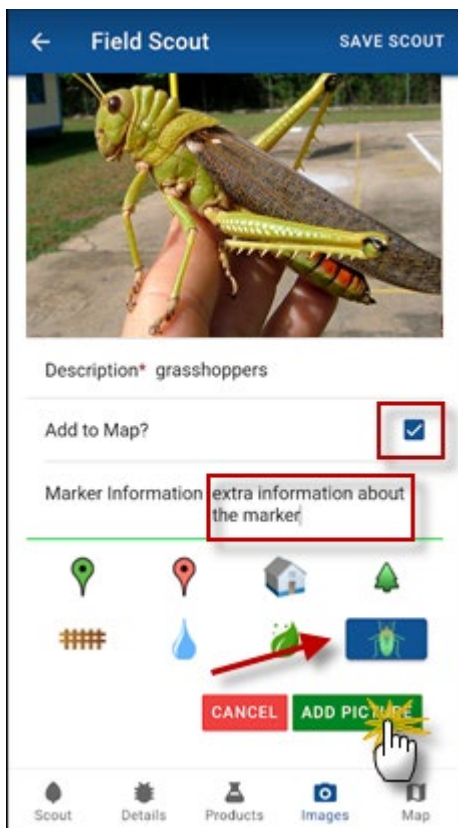 Field Scout SAVE SCOUT
Description* grasshoppers
Add to Map?
Marker Information extra information about
the marker
CANCEL ADD PICTURE
Scout Details Products Images Map